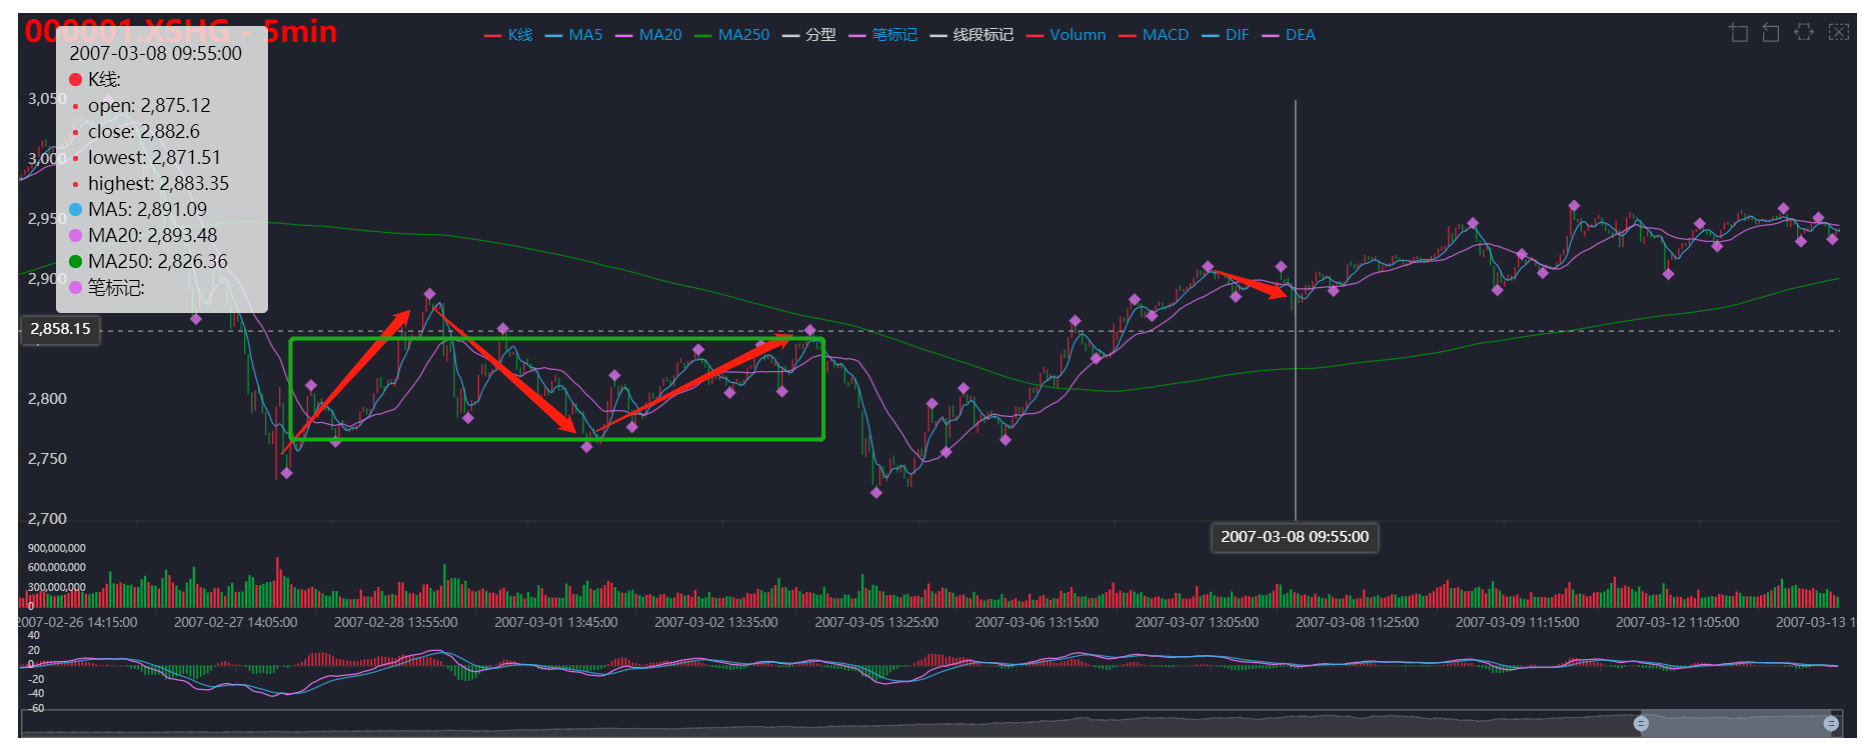 000001.XSHG - 5min
K线 MA5 MA20 MA250 分型 笔标记 线段标记 Volumn MACD DIF DEA
2007-03-08 09:55:00
K线:
open: 2,875.12
close: 2,882.6
lowest: 2,871.51
highest: 2,883.35
MA5: 2,891.09
MA20: 2,893.48
MA250: 2,826.36
笔标记:
3,050
3,000
2,950
2,900
2,858.15
2,800
2,750
2,700
2007-03-08 09:55:00
900,000,000
600,000,000
300,000,000
0
2007-02-26 14:15:00 2007-02-27 14:05:00 2007-02-28 13:55:00 2007-03-01 13:45:00 2007-03-02 13:35:00 2007-03-05 13:25:00 2007-03-06 13:15:00 2007-03-07 13:05:00 2007-03-08 11:25:00 2007-03-09 11:15:00 2007-03-12 11:05:00 2007-03-13 1
40
20
0
-20
-40
-60